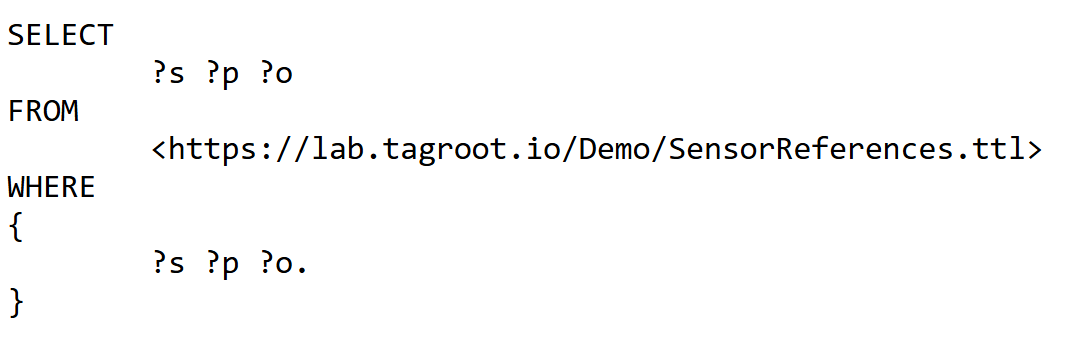 SELECT
?s ?p ?o
FROM
<https://lab.tagroot.io/Demo/SensorReferences.ttl>
WHERE
{
?s ?p ?o.
}